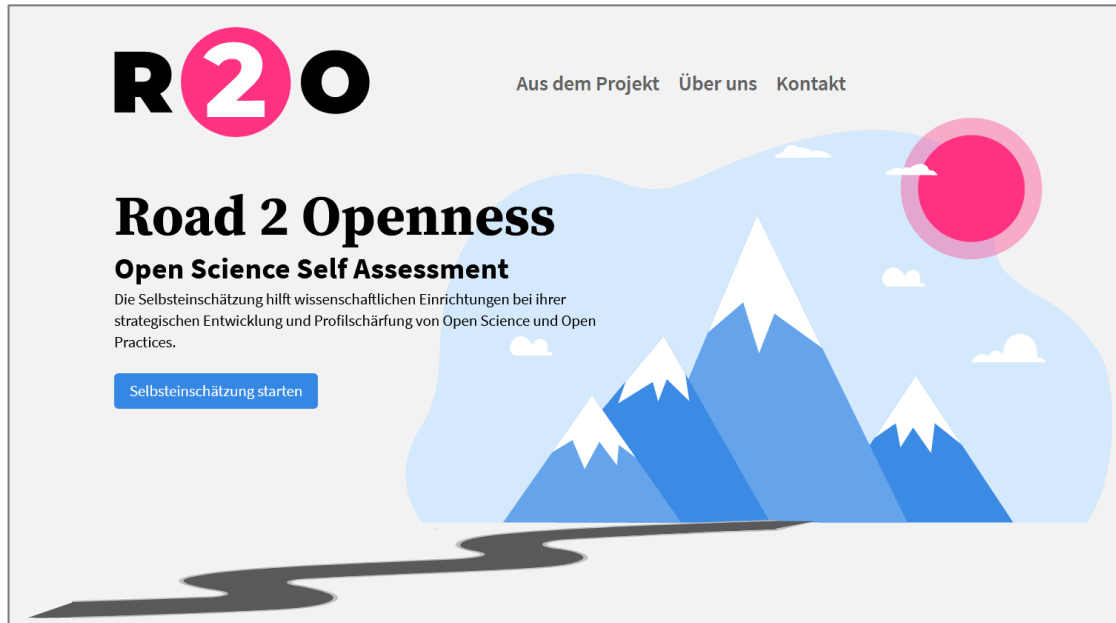 R2O
Aus dem Projekt Über uns Kontakt
Road 2 Openness
Open Science Self Assessment
Die Selbsteinschätzung hilft wissenschaftlichen Einrichtungen bei ihrer
strategischen Entwicklung und Profilschärfung von Open Science und Open
Practices.
Selbsteinschätzung starten